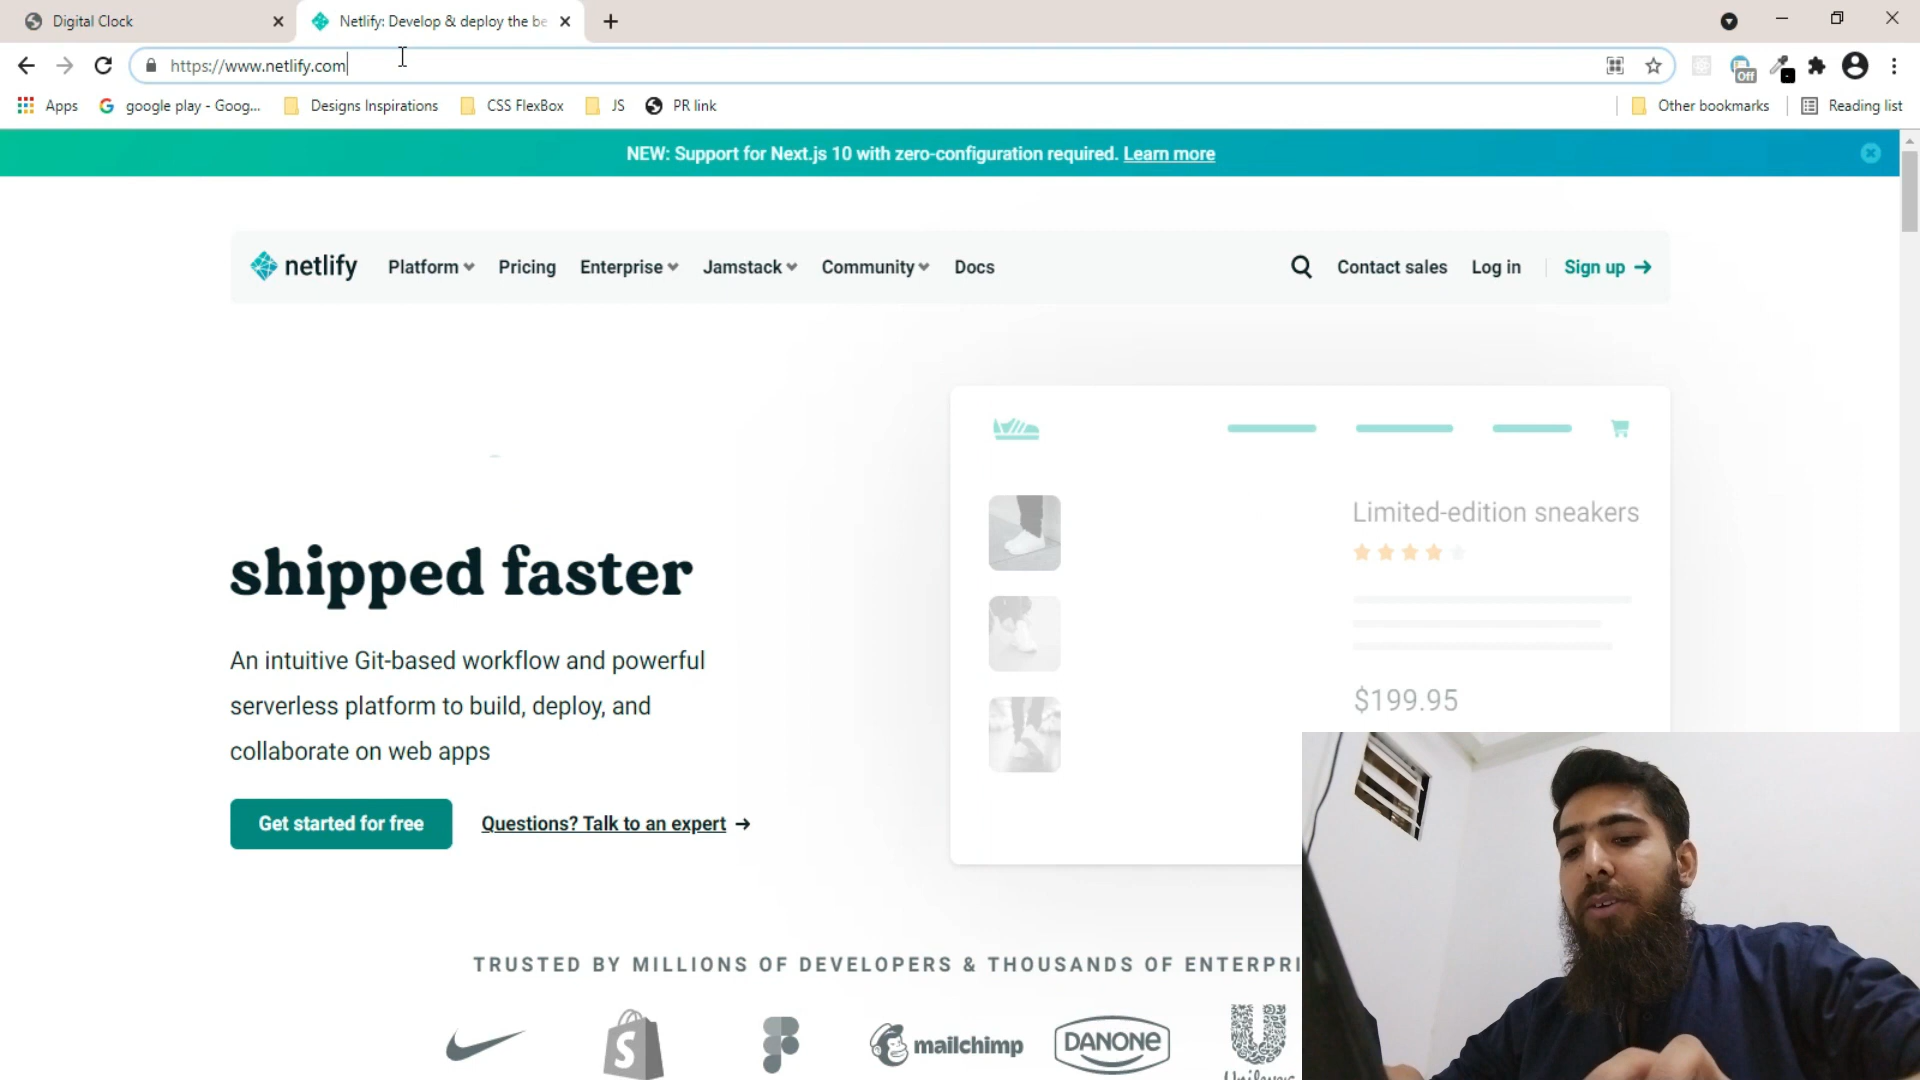 Digital Clock
Netlify: Develop & deploy the be
https://www.netlify.com
Off
Apps
google play - Goog...
Designs Inspirations
CSS FlexBox
JS
PR link
Other bookmarks
Reading list
NEW: Support for Next.js 10 with zero-configuration required. Learn more
netlify
Platform
Pricing
Enterprise
Jamstack
Community
Docs
Contact sales
Log in
Sign up
Limited-edition sneakers
shipped faster
An intuitive Git-based workflow and powerful
serverless platform to build, deploy, and
collaborate on web apps
$199.95
Get started for free
Questions? Talk to an expert
TRUSTED BY MILLIONS OF DEVELOPERS & THOUSANDS OF ENTERPRI
mailchimp
DANONE